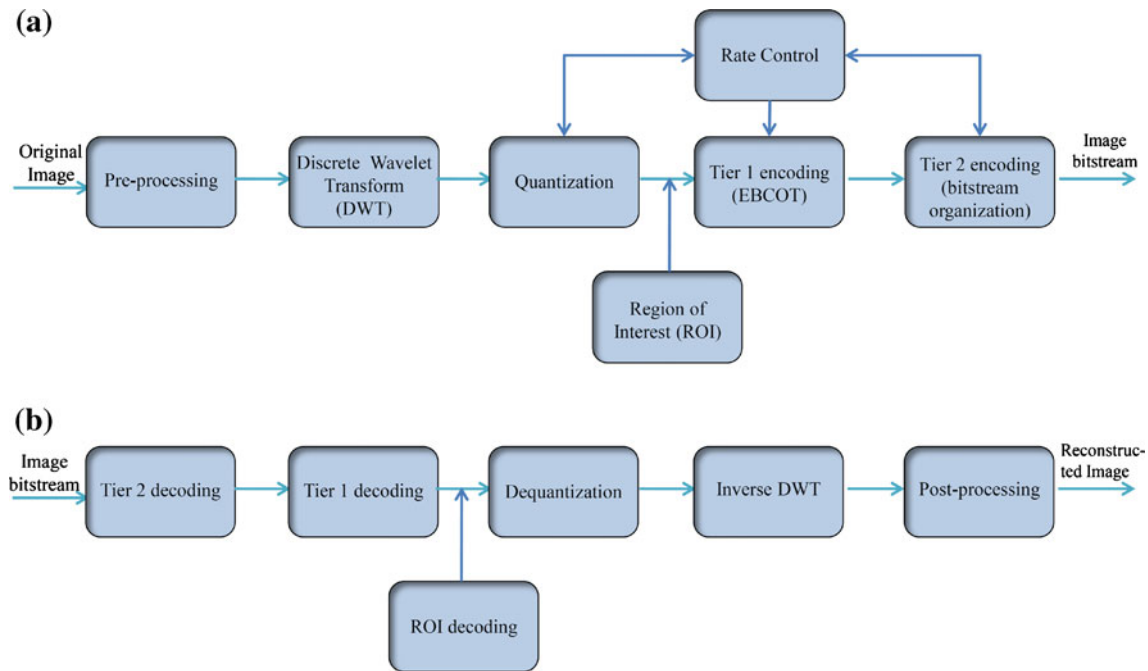 (a)
Rate Control
Original
Image
Pre-processing
Discrete Wavelet
Transform
(DWT)
Quantization
Tier 1 encoding
(EBCOT)
Tier 2 encoding
(bitstream
organization)
Image
bitstream
Region of
Interest (ROI)
(b)
Image
bitstream
Tier 2 decoding
Tier 1 decoding
Dequantization
Inverse DWT
Post-processing
Reconstruc-
ted Image
ROI decoding